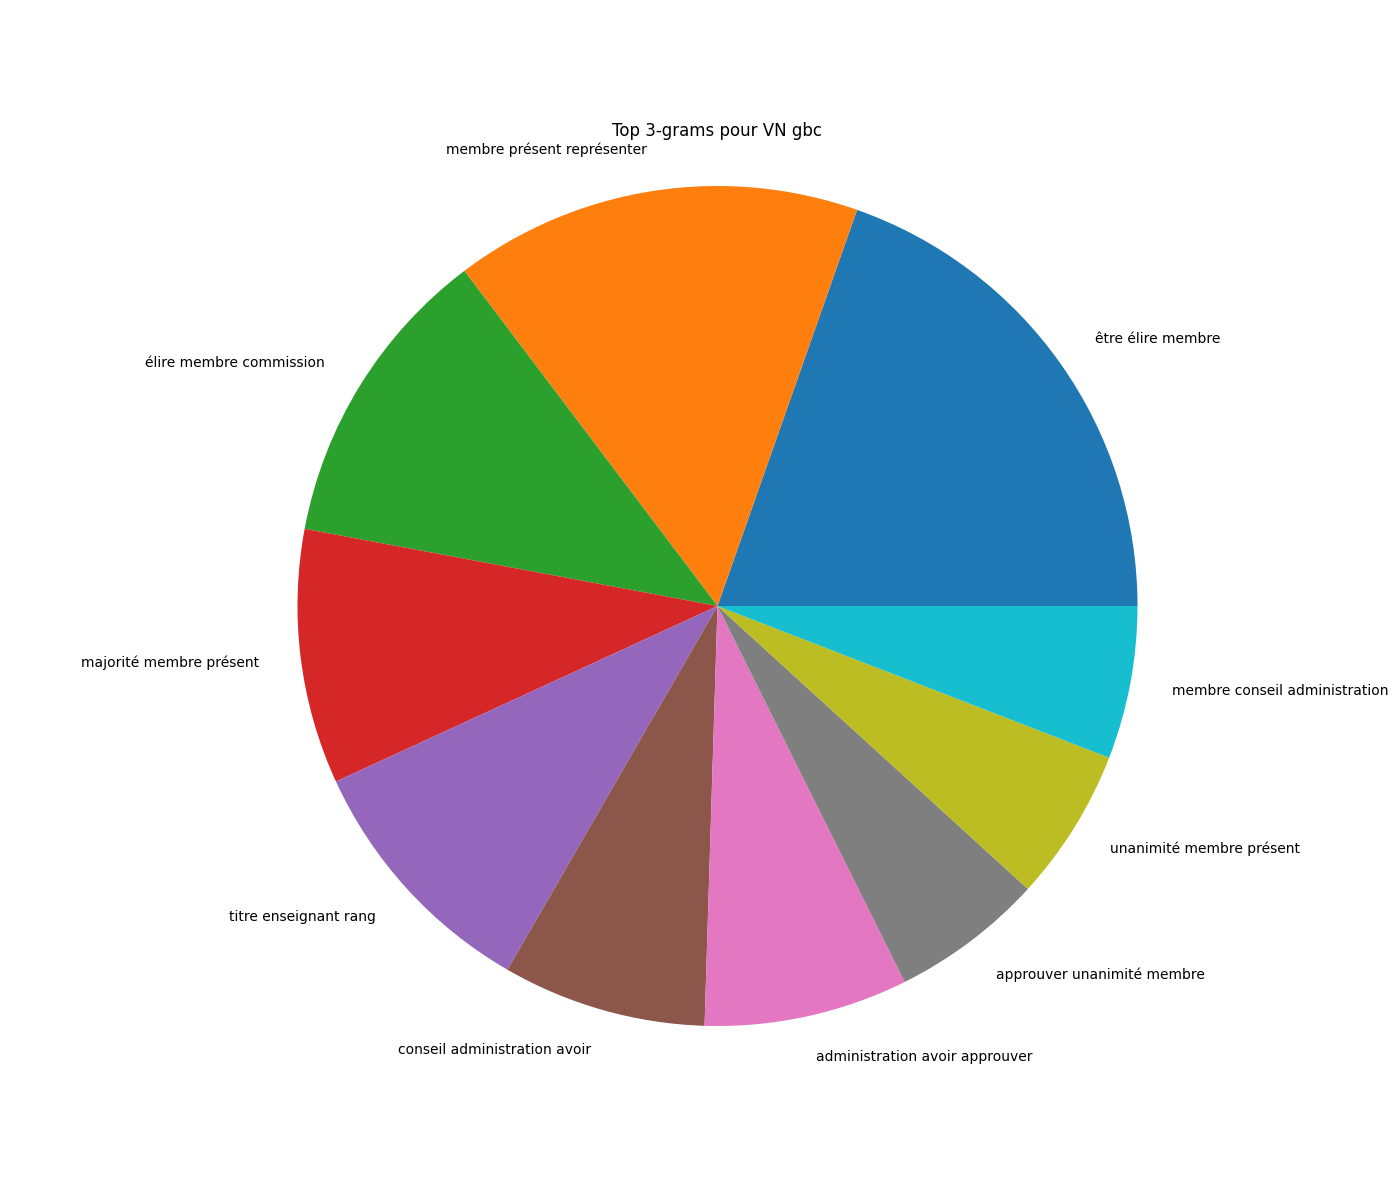 Top 3-grams pour VN gbc
membre présent représenter
être élire membre
élire membre commission
majorité membre présent
membre conseil administration
unanimité membre présent
titre enseignant rang
approuver unanimité membre
conseil administration avoir
administration avoir approuver